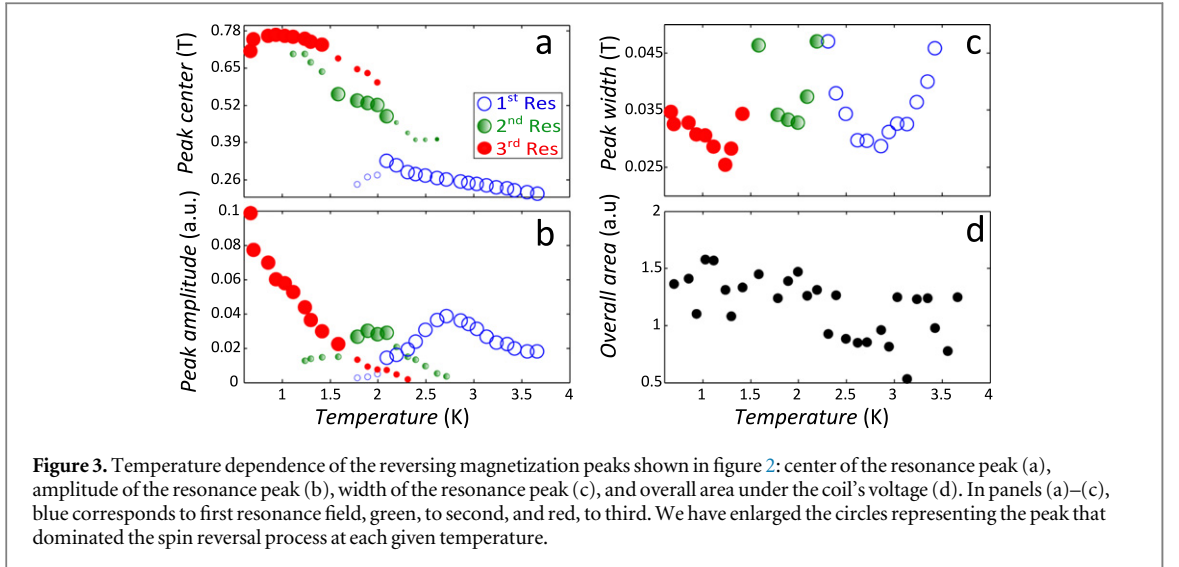 Peak center (T)
0.78
0.65
0.52
0.39
0.26
a
1st Res
2nd Res
3rd Res
Peak width (T)
0.045
0.035
0.025
c
Peak amplitude (a.u.)
0.1
0.08
0.06
0.04
0.02
0
b
1 1.5 2 2.5 3 3.5 4
Temperature (K)
Overall area (a.u)
2
1.5
1
0.5
d
1 1.5 2 2.5 3 3.5 4
Temperature (K)
Figure 3. Temperature dependence of the reversing magnetization peaks shown in figure 2: center of the resonance peak (a),
amplitude of the resonance peak (b), width of the resonance peak (c), and overall area under the coil's voltage (d). In panels (a)–(c),
blue corresponds to first resonance field, green, to second, and red, to third. We have enlarged the circles representing the peak that
dominated the spin reversal process at each given temperature.